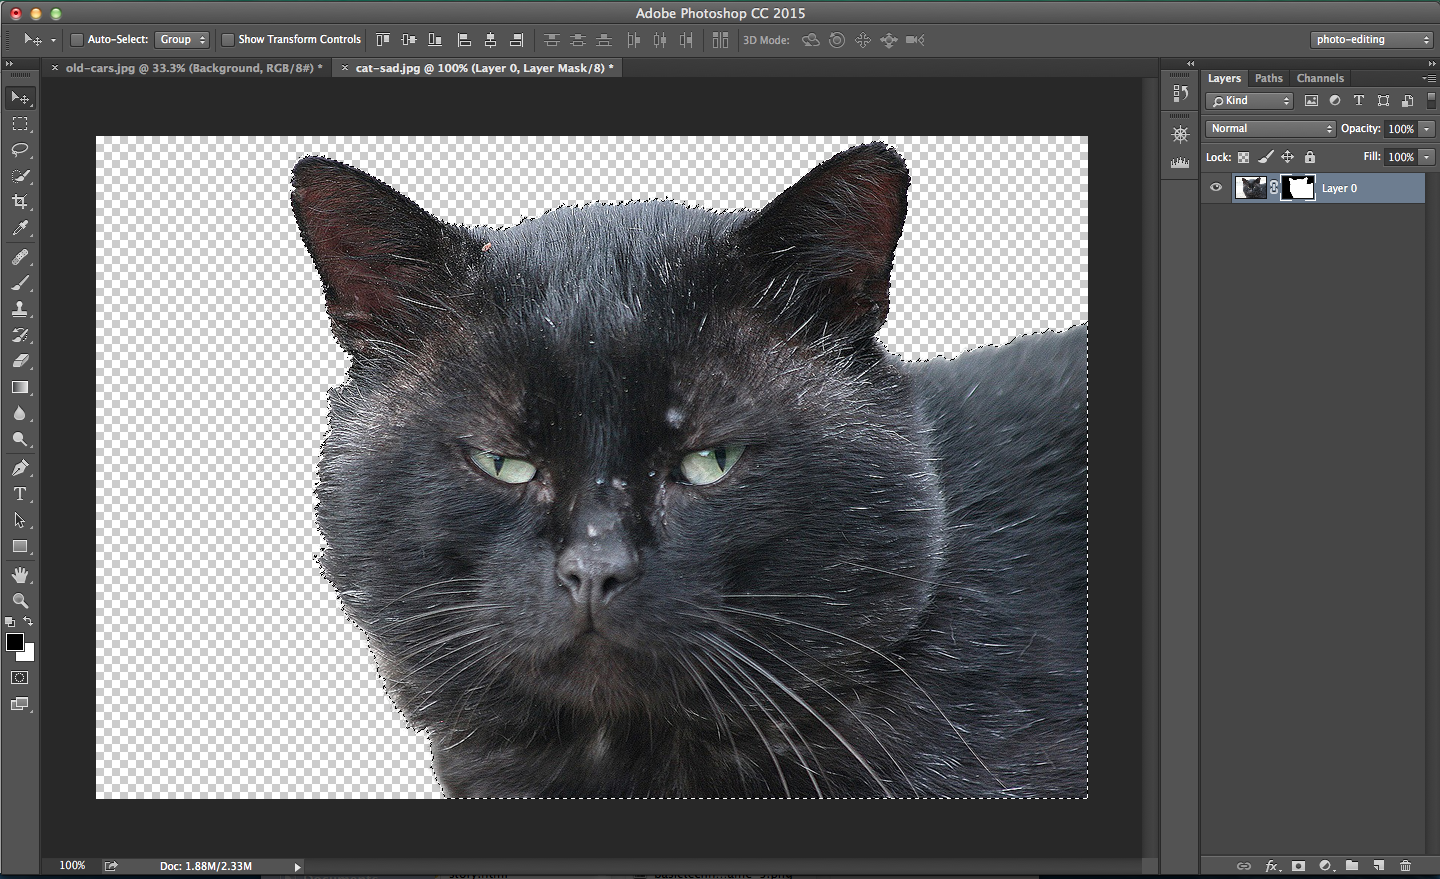 Adobe Photoshop CC 2015
Auto-Select: Group Show Transform Controls 3D Mode: photo-editing
× old-cars.jpg @ 33.3% (Background, RGB/8#) * × cat-sad.jpg @ 100% (Layer 0, Layer Mask/8) *
Layers Paths Channels
Kind
Normal Opacity: 100%
Lock: Fill: 100%
Layer 0
100% Doc: 1.88M/2.33M